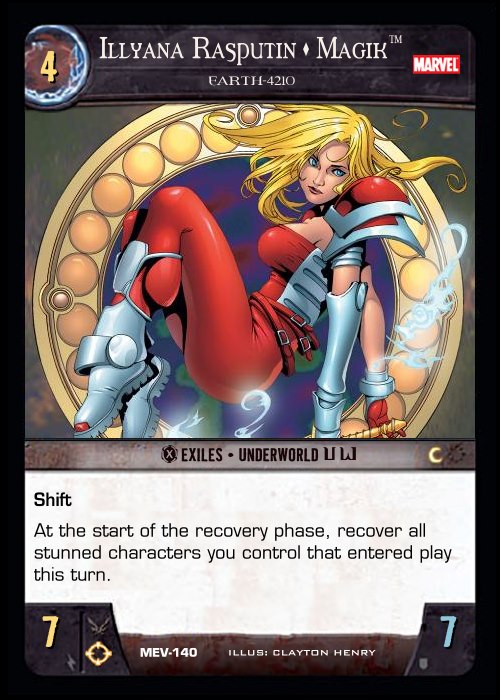 4
ILLYANA RASPUTIN ♦ MAGIK™
MARVEL
EARTH-4210
EXILES • UNDERWORLD UW
C
Shift
At the start of the recovery phase, recover all
stunned characters you control that entered play
this turn.
7
MEV-140
ILLUS: CLAYTON HENRY
7